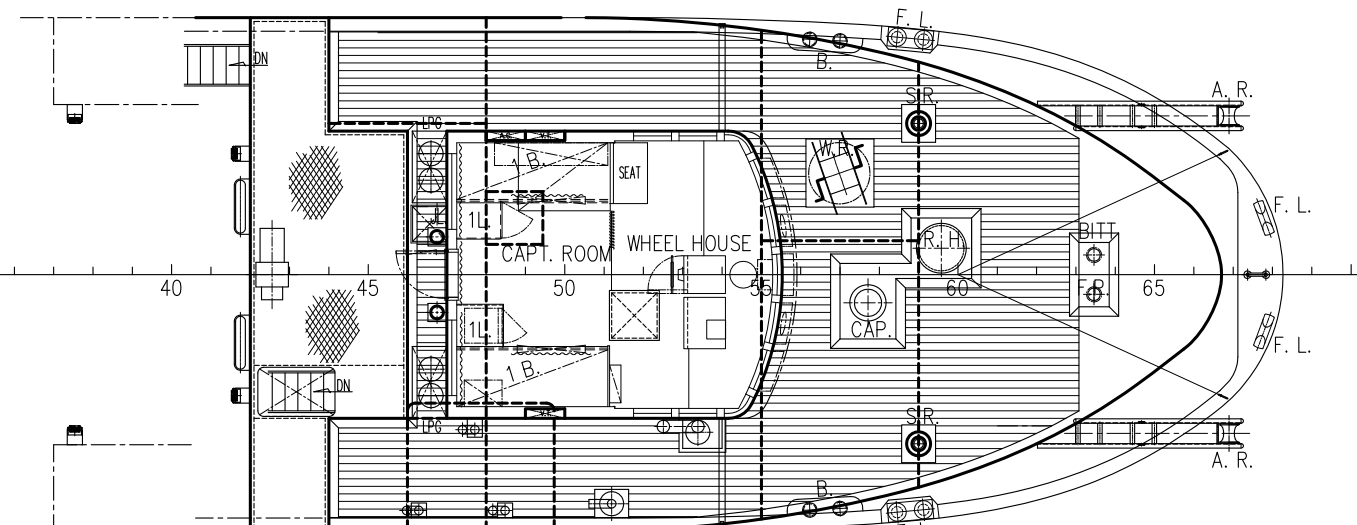 F. L.
DN
B.
A. R.
S.R.
LPG
W.R.
1 B.
SEAT
1L.
F. L.
CAPT. ROOM
WHEEL HOUSE
R.H.
BITT
40
45
50
55
60
65
F.P.
CAP.
1L.
F. L.
1 B.
DN
LPG
S.R.
A. R.
B.